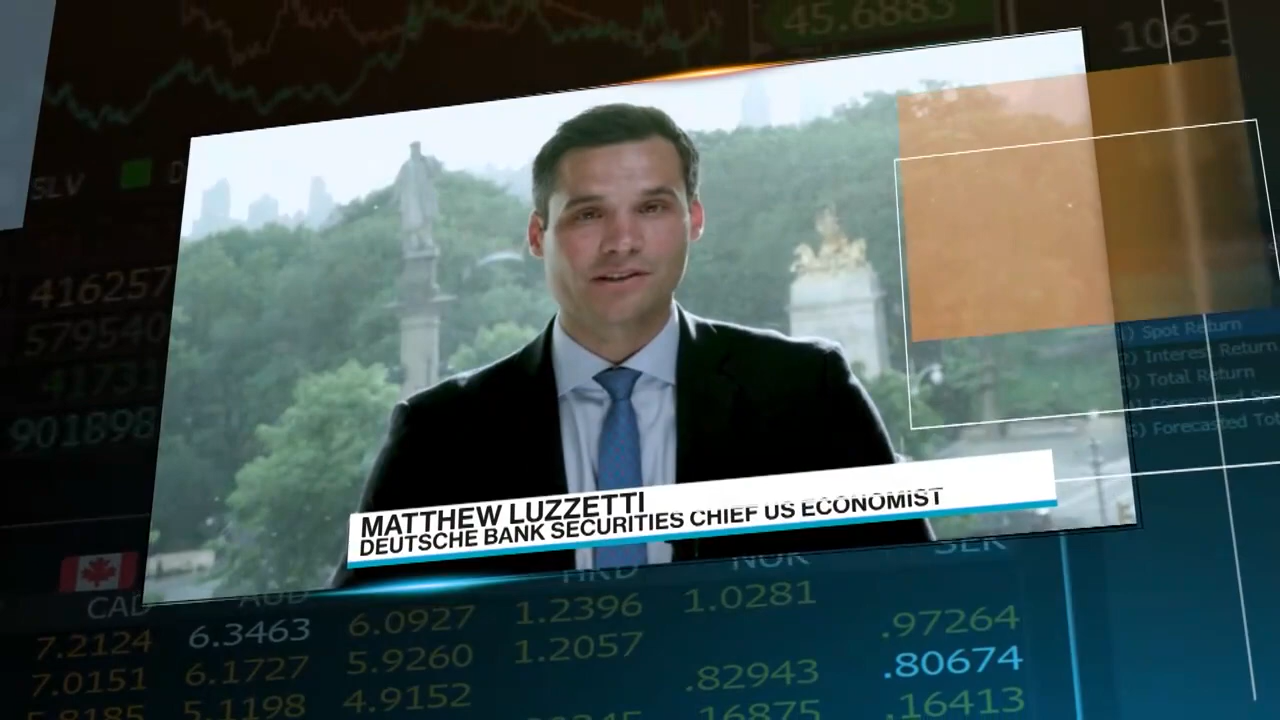 45.6883
106
SLV
416257
579540
41731
901898
) Spot Return
) Interest Return
) Total Return
MATTHEW LUZZETTI
DEUTSCHE BANK SECURITIES CHIEF US ECONOMIST
CAD AUD HKD NOK SEK
7.2124 6.3463 6.0927 1.2396 1.0281 .97264
7.0151 6.1727 5.9260 1.2057 .82943 .80674
5.1198 4.9152 .16875 .16413